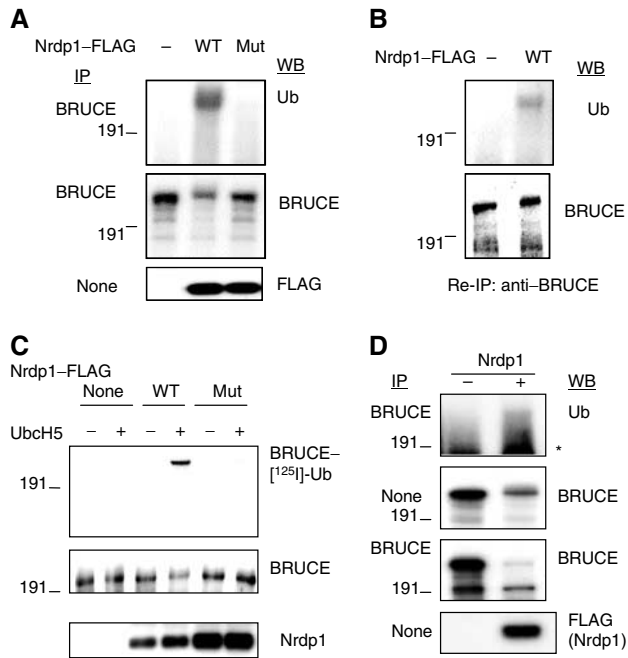 A
Nrdp1–FLAG – WT Mut
IP WB
BRUCE Ub
191
BRUCE BRUCE
191
None FLAG
B
Nrdp1–FLAG – WT
WB
Ub
191
BRUCE
191
Re-IP: anti–BRUCE
C
Nrdp1–FLAG
None WT Mut
UbcH5 – + – + – +
BRUCE–
[¹²⁵I]-Ub
191
BRUCE
191
Nrdp1
D
Nrdp1
IP – + WB
BRUCE Ub
191 *
None BRUCE
191
BRUCE BRUCE
191
None FLAG
(Nrdp1)